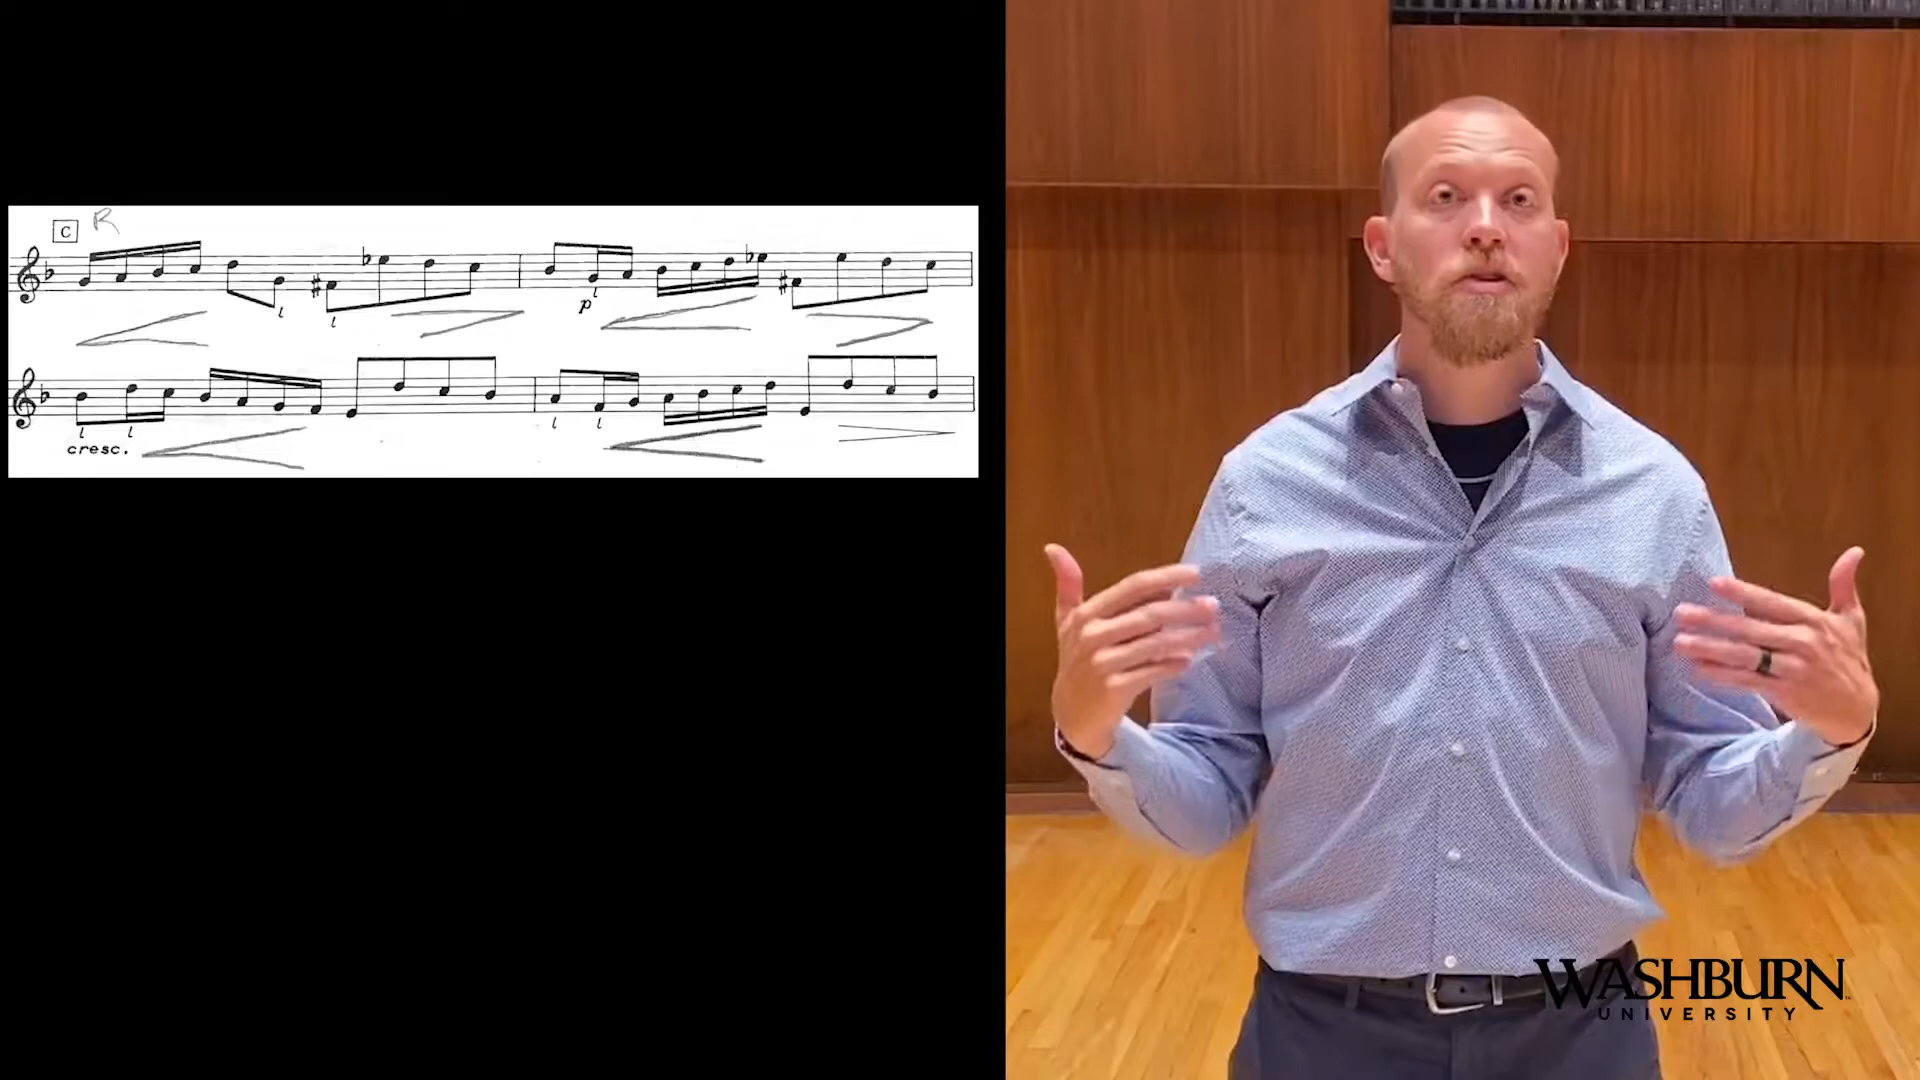 C R
l l p l
l l l l
cresc.
WASHBURN
UNIVERSITY